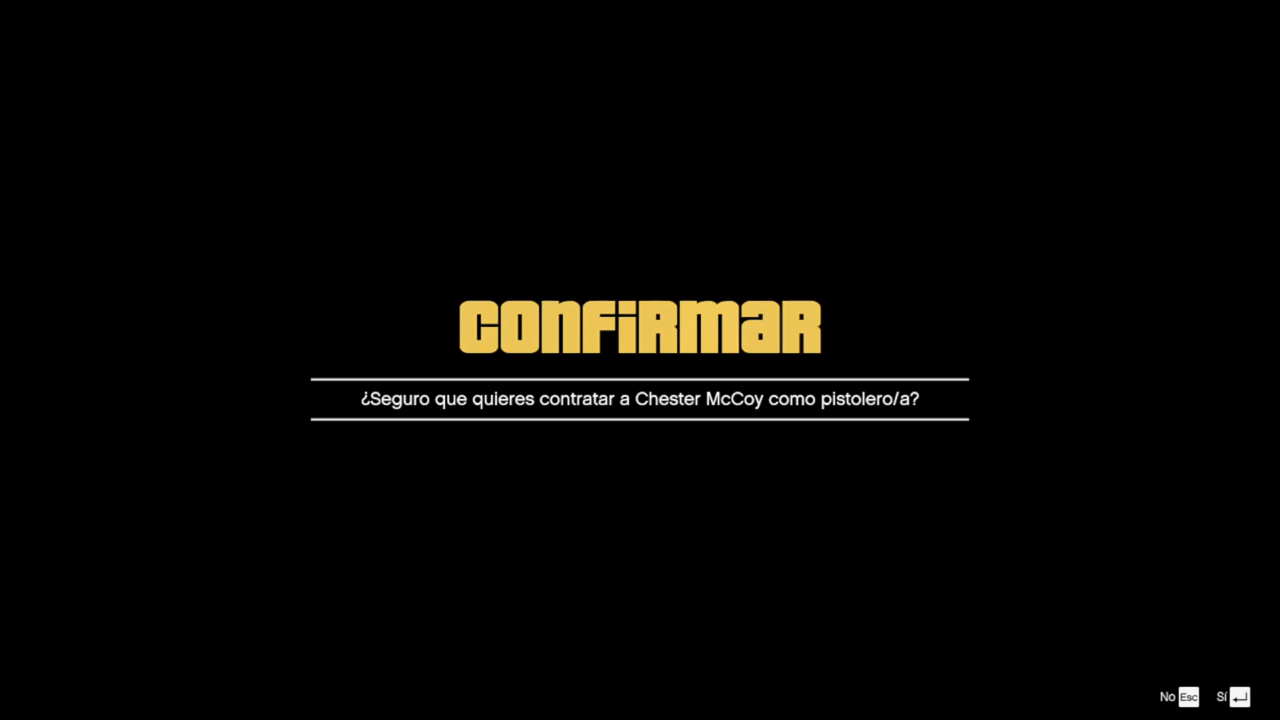 CONFIRMAR
¿Seguro que quieres contratar a Chester McCoy como pistolero/a?
No Esc Sí